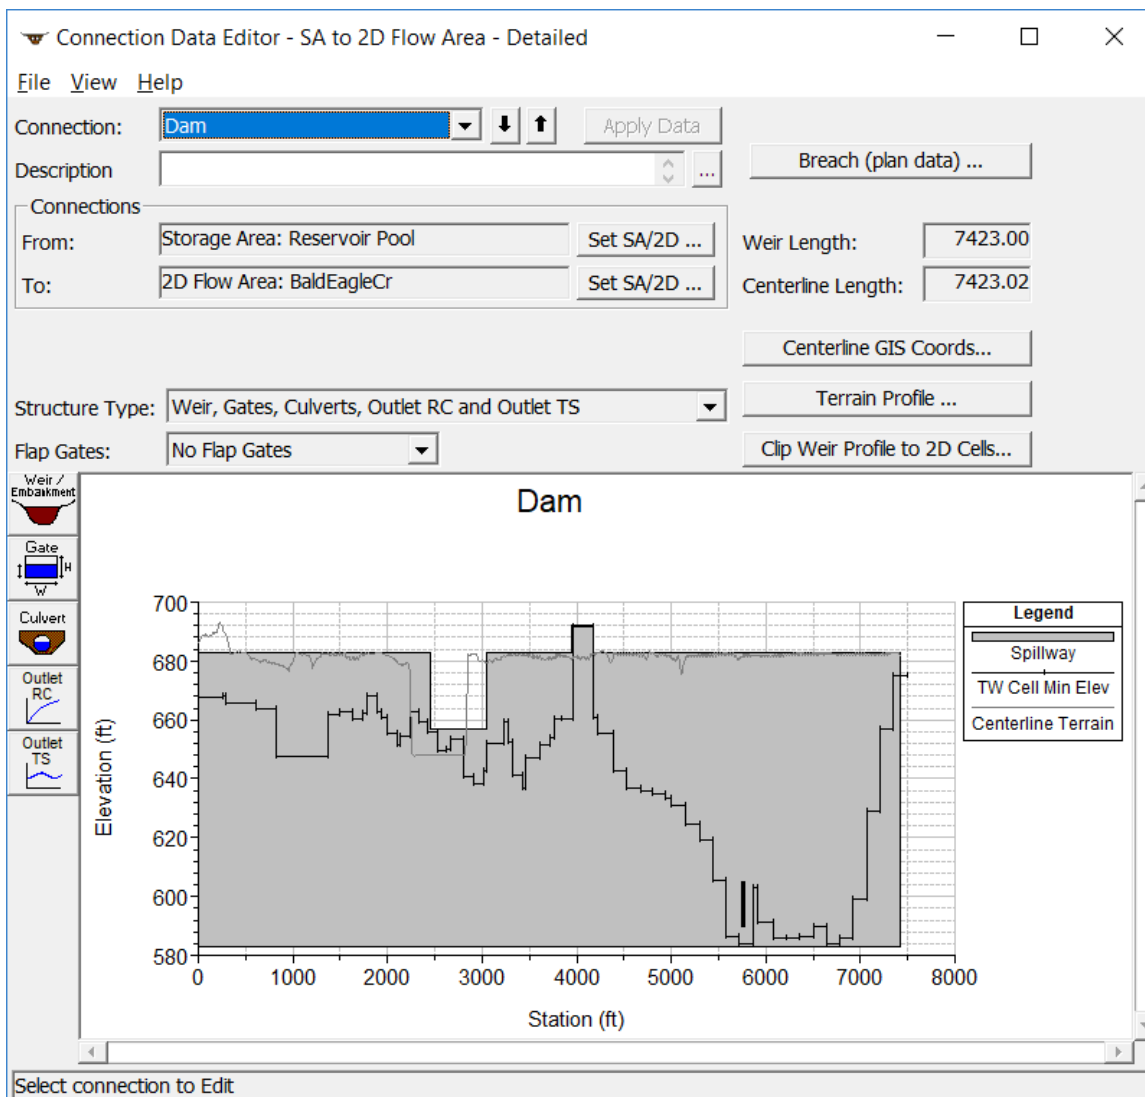 Connection Data Editor - SA to 2D Flow Area - Detailed
File View Help
Connection: Dam Apply Data
Description ... Breach (plan data) ...
Connections
From: Storage Area: Reservoir Pool Set SA/2D ... Weir Length: 7423.00
To: 2D Flow Area: BaldEagleCr Set SA/2D ... Centerline Length: 7423.02
Centerline GIS Coords...
Structure Type: Weir, Gates, Culverts, Outlet RC and Outlet TS Terrain Profile ...
Flap Gates: No Flap Gates Clip Weir Profile to 2D Cells...
Weir /
Embankment
Gate
H
W
Culvert
Outlet
RC
Outlet
TS
Dam
700
680
660
640
620
600
580
Elevation (ft)
0 1000 2000 3000 4000 5000 6000 7000 8000
Station (ft)
Legend
Spillway
TW Cell Min Elev
Centerline Terrain
Select connection to Edit